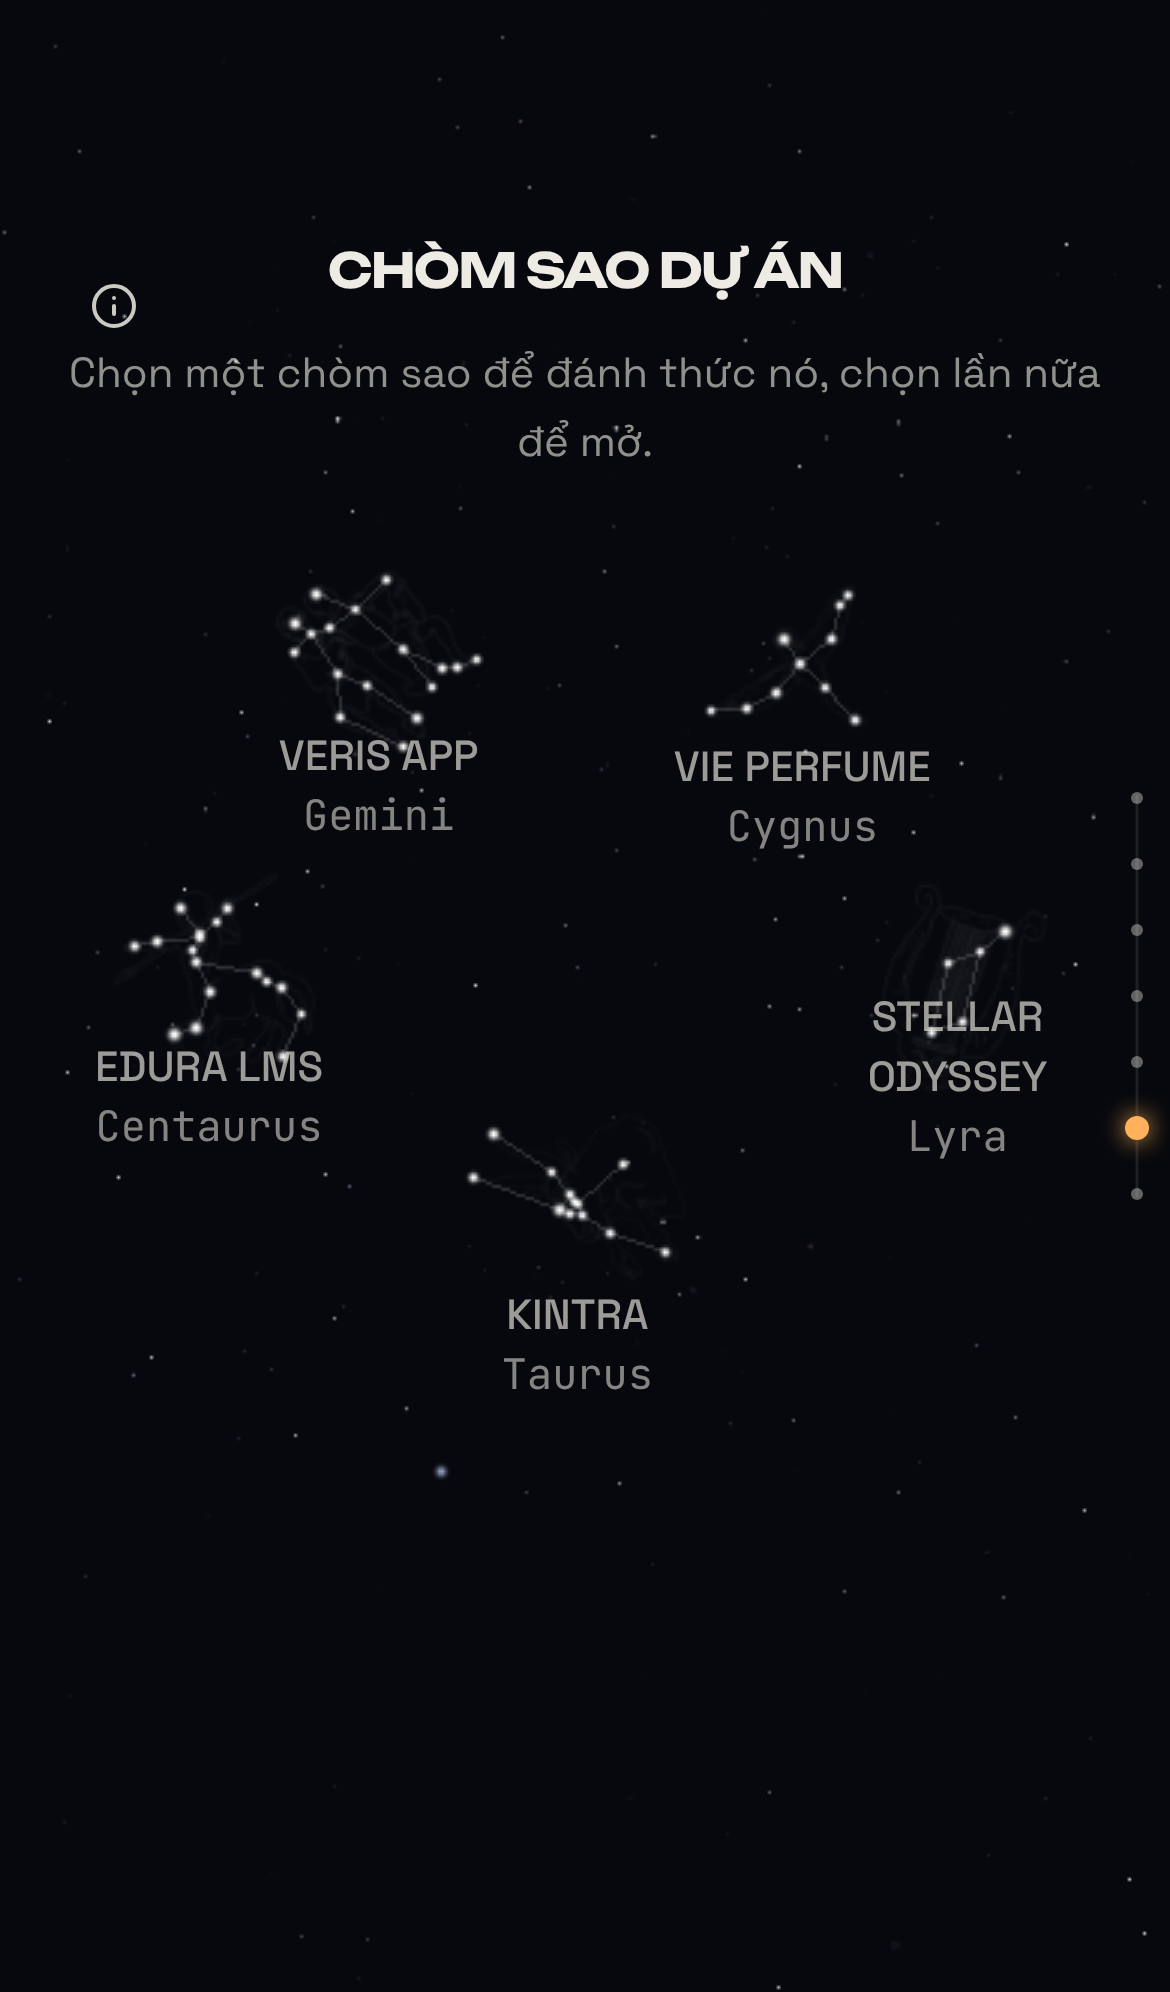 CHÒM SAO DỰ ÁN
Chọn một chòm sao để đánh thức nó, chọn lần nữa
để mở.
VERIS APP
Gemini
VIE PERFUME
Cygnus
EDURA LMS
Centaurus
STELLAR
ODYSSEY
Lyra
KINTRA
Taurus